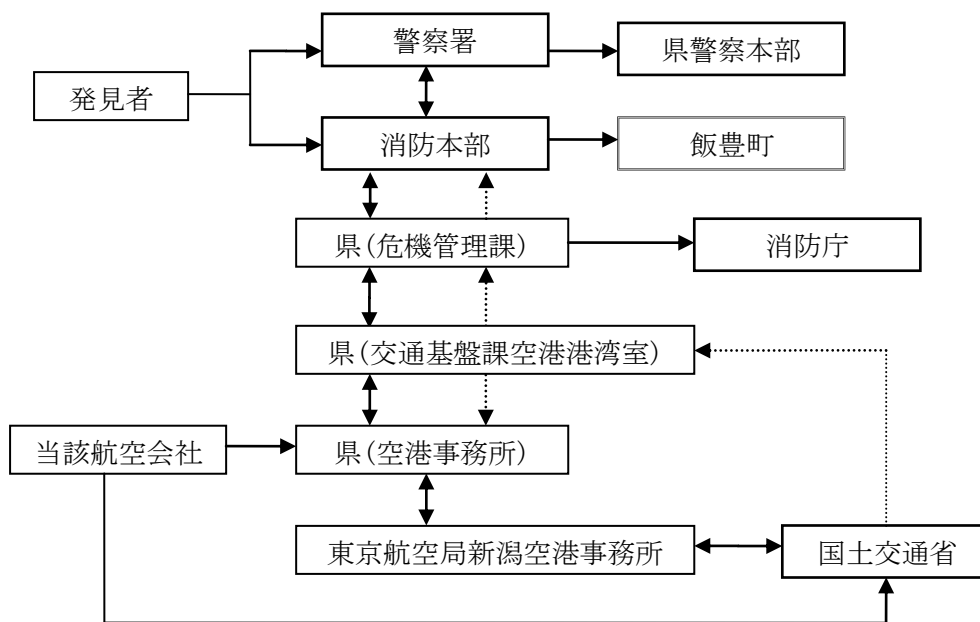 警察署
県警察本部
発見者
消防本部
飯豊町
県(危機管理課)
消防庁
県(交通基盤課空港港湾室)
当該航空会社
県(空港事務所)
東京航空局新潟空港事務所
国土交通省